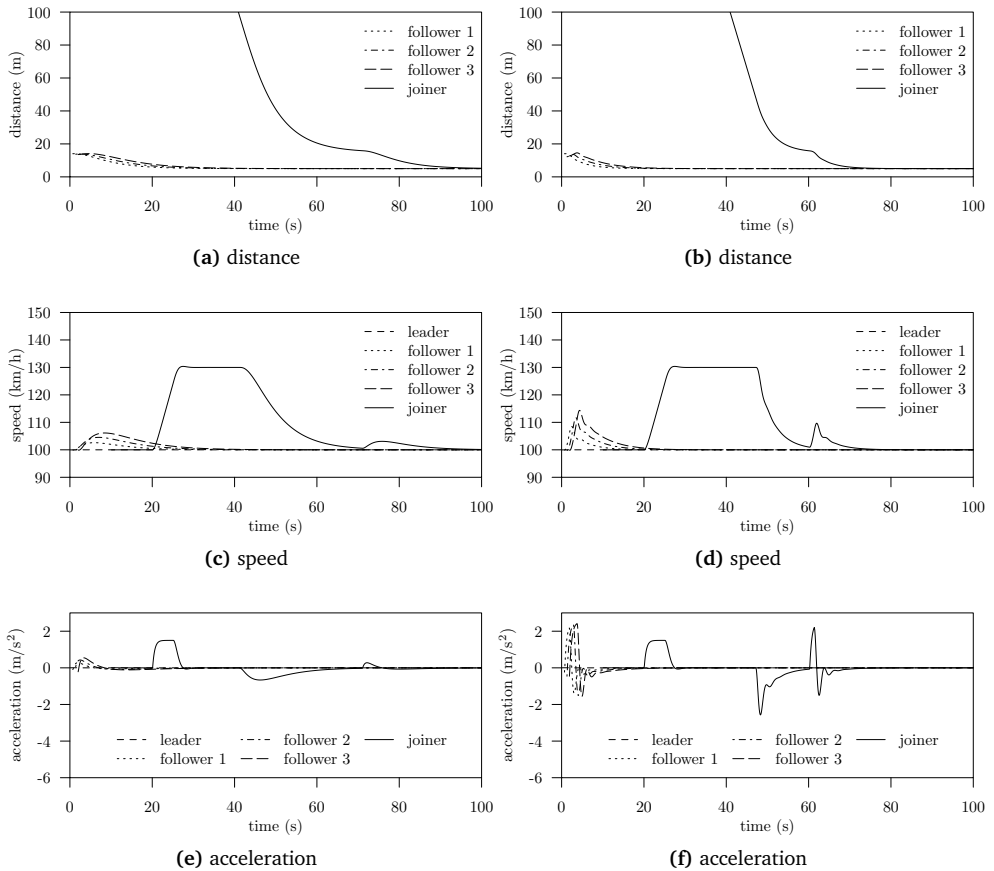 100
80
60
40
20
0
distance (m)
follower 1
follower 2
follower 3
joiner
0 20 40 60 80 100
time (s)
(a) distance
100
80
60
40
20
0
distance (m)
follower 1
follower 2
follower 3
joiner
0 20 40 60 80 100
time (s)
(b) distance
150
140
130
120
110
100
90
speed (km/h)
leader
follower 1
follower 2
follower 3
joiner
0 20 40 60 80 100
time (s)
(c) speed
150
140
130
120
110
100
90
speed (km/h)
leader
follower 1
follower 2
follower 3
joiner
0 20 40 60 80 100
time (s)
(d) speed
2
0
-2
-4
-6
acceleration (m/s²)
leader follower 2 joiner
follower 1 follower 3
0 20 40 60 80 100
time (s)
(e) acceleration
2
0
-2
-4
-6
acceleration (m/s²)
leader follower 2 joiner
follower 1 follower 3
0 20 40 60 80 100
time (s)
(f) acceleration